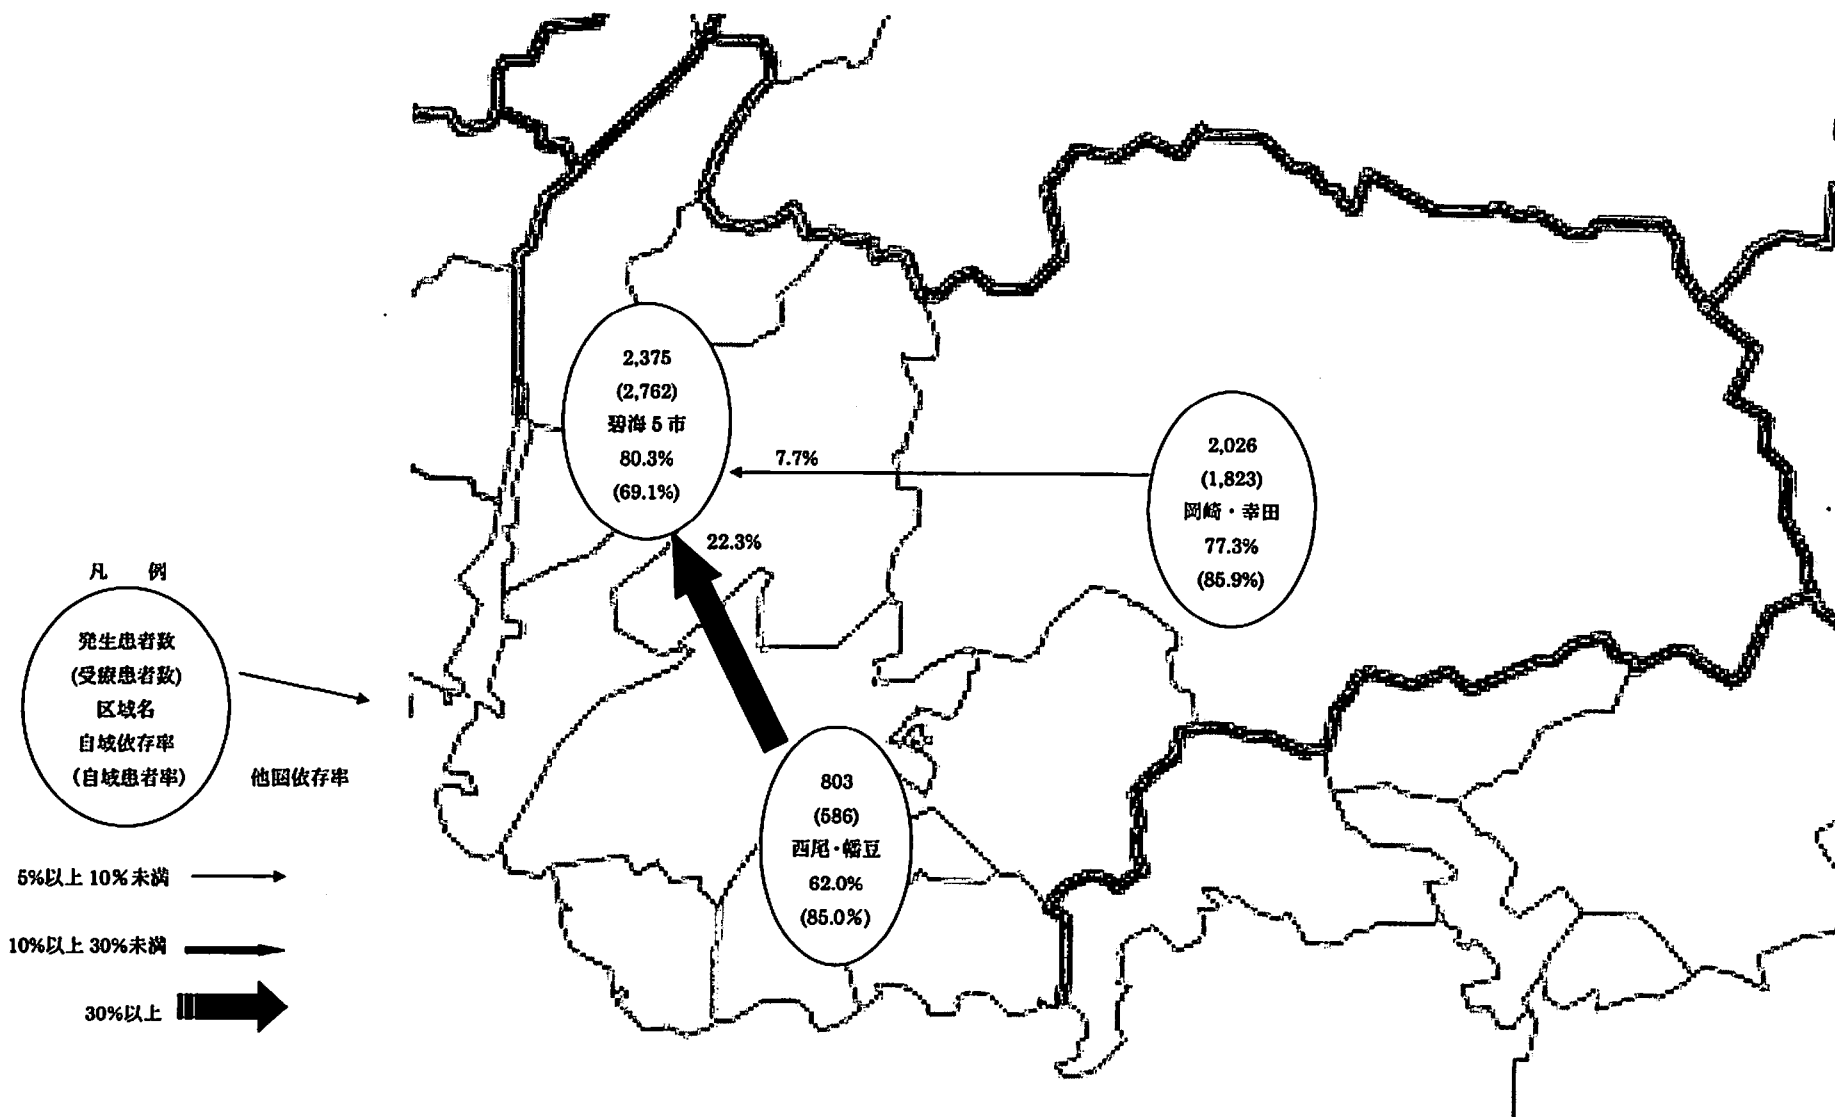 2,375
(2,762)
碧海 5 市
80.3%
(69.1%)
7.7%
2,026
(1,823)
岡崎・幸田
77.3%
(85.9%)
22.3%
803
(586)
西尾・幡豆
62.0%
(85.0%)
凡 例
発生患者数
(受療患者数)
区域名
自域依存率
(自域患者率)
他圏依存率
5%以上 10%未満
10%以上 30%未満
30%以上